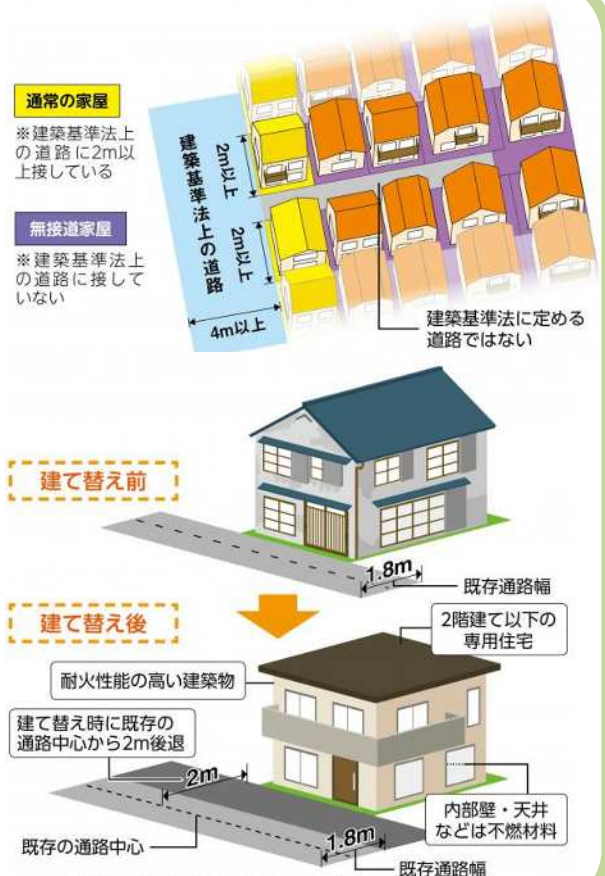 通常の家屋
※建築基準法上
の道路に2m以
上接している
無接道家屋
※建築基準法上
の道路に接して
いない
建築基準法上の道路
2m以上
2m以上
4m以上
建築基準法に定める
道路ではない
建て替え前
1.8m
既存通路幅
建て替え後
2階建て以下の
専用住宅
耐火性能の高い建築物
建て替え時に既存の
通路中心から2m後退
2m
内部壁・天井
などは不燃材料
既存の通路中心
1.8m
既存通路幅